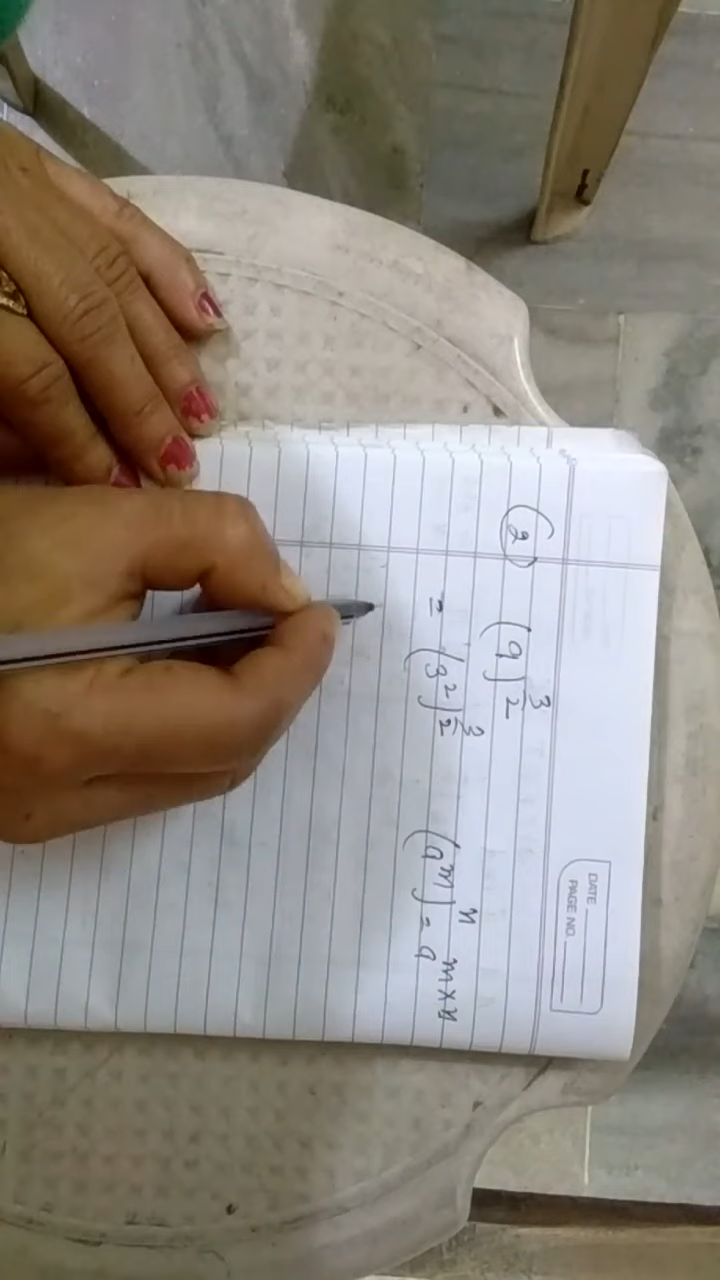 DATE
PAGE NO.
(2) (9)^{3/2}
= (3^2)^{3/2} (a^m)^n = a^{m×n}